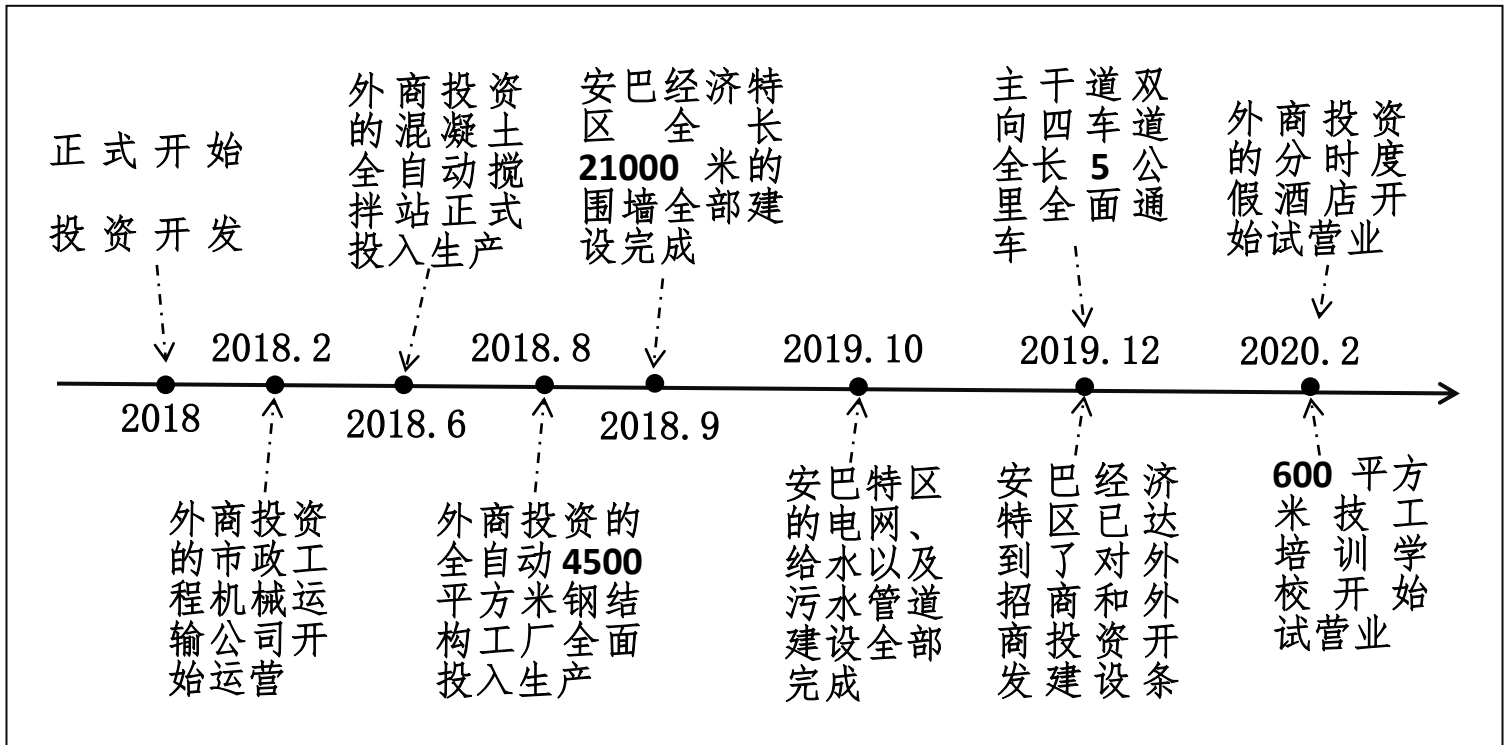 正式开始
投资开发
外商投资
的混凝土
全自动搅
拌站正式
投入生产
安巴经济特
区全长
21000 米的
围墙全部建
设完成
主干道双
向四车道
全长 5 公
里全面通
车
外商投资
的分时度
假酒店开
始试营业
2018.2
2018.8
2019.10
2019.12
2020.2
2018
2018.6
2018.9
外商投资
的市政工
程机械运
输公司开
始运营
外商投资的
全自动 4500
平方米钢结
构工厂全面
投入生产
安巴特区
的电网、
给水以及
污水管道
建设全部
完成
安巴经济
特区已达
到了对外
招商和外
商投资开
发建设条
600 平方
米技工
培训学
校开始
试营业